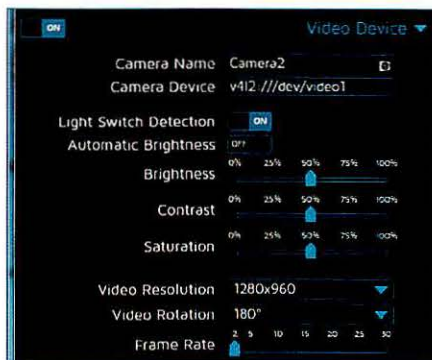 ON Video Device
Camera Name Camera2
Camera Device v4l2:///dev/video1
Light Switch Detection ON
Automatic Brightness OFF
0% 25% 50% 75% 100%
Brightness
0% 25% 50% 75% 100%
Contrast
0% 25% 50% 75% 100%
Saturation
Video Resolution 1280x960
Video Rotation 180°
2 5 10 15 20 25 30
Frame Rate